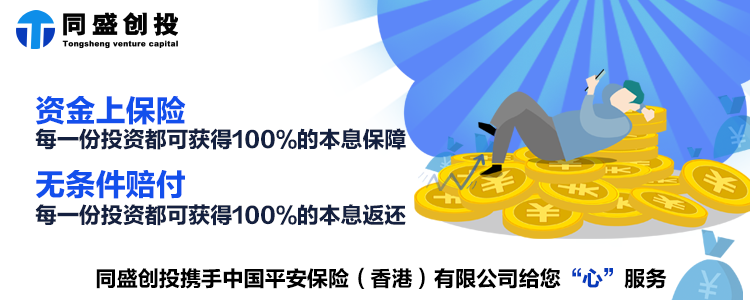 同盛创投
Tongsheng venture capital
资金上保险
每一份投资都可获得100%的本息保障
无条件赔付
每一份投资都可获得100%的本息返还
同盛创投携手中国平安保险（香港）有限公司给您“心”服务